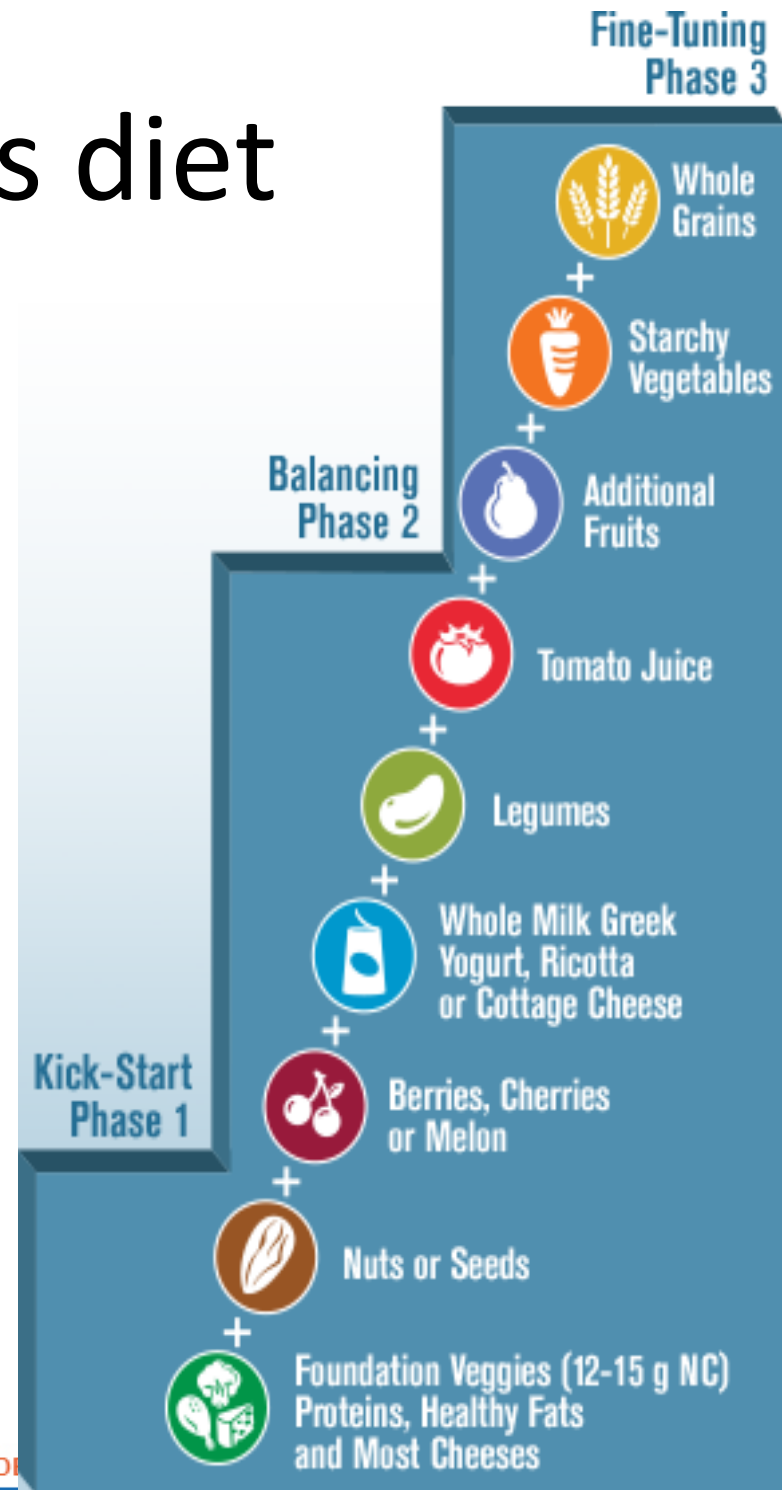 Fine-Tuning
Phase 3
s diet
Whole
Grains
+
Starchy
Vegetables
+
Balancing
Phase 2
Additional
Fruits
+
Tomato Juice
+
Legumes
+
Whole Milk Greek
Yogurt, Ricotta
or Cottage Cheese
+
Kick-Start
Phase 1
Berries, Cherries
or Melon
+
Nuts or Seeds
+
Foundation Veggies (12-15 g NC)
Proteins, Healthy Fats
and Most Cheeses